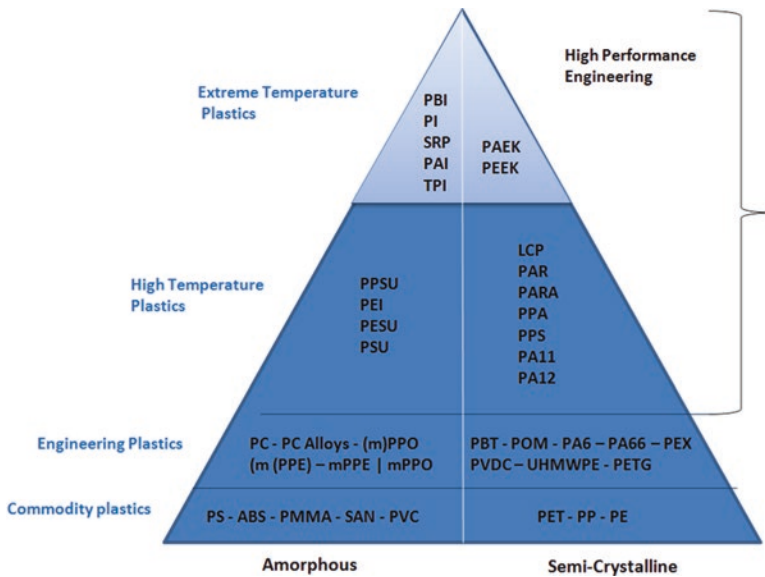 High Performance
Engineering
Extreme Temperature
Plastics
PBI
PI
SRP
PAI
TPI
PAEK
PEEK
High Temperature
Plastics
PPSU
PEI
PESU
PSU
LCP
PAR
PARA
PPA
PPS
PA11
PA12
Engineering Plastics
PC - PC Alloys - (m)PPO
(m (PPE) – mPPE | mPPO
PBT - POM - PA6 – PA66 – PEX
PVDC – UHMWPE - PETG
Commodity plastics
PS - ABS - PMMA - SAN - PVC
PET - PP - PE
Amorphous
Semi-Crystalline